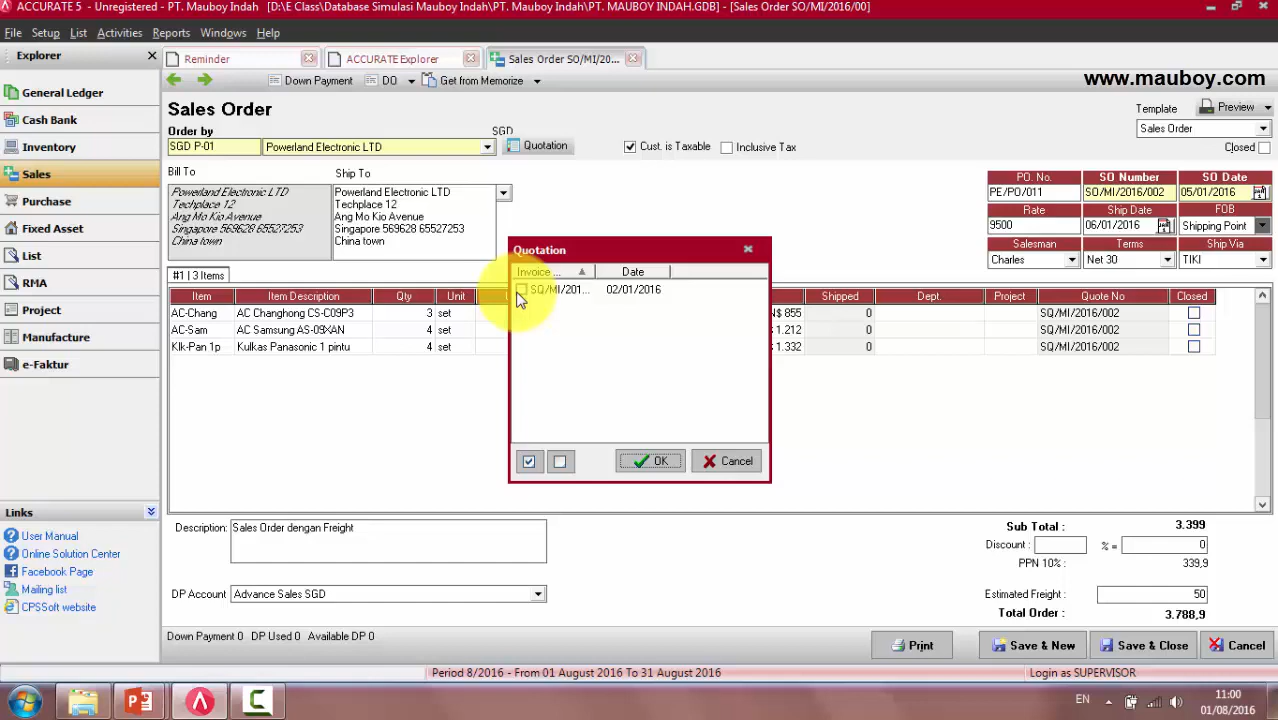 ACCURATE 5 - Unregistered - PT. Mauboy Indah - [D:\E Class\Database Simulasi Mauboy Indah\PT. Mauboy Indah\PT. MAUBOY INDAH.GDB] - [Sales Order SO/MI/2016/00]
File Setup List Activities Reports Windows Help
Explorer
Reminder ACCURATE Explorer Sales Order SO/MI/20...
Down Payment DO Get from Memorize
www.mauboy.com
General Ledger
Cash Bank
Inventory
Sales
Purchase
Fixed Asset
List
RMA
Project
Manufacture
e-Faktur
Links
User Manual
Online Solution Center
Facebook Page
Mailing list
CPSSoft website
Sales Order
Template Preview
Sales Order
Closed
Order by SGD
SGD P-01 Powerland Electronic LTD Quotation Cust. is Taxable Inclusive Tax
Bill To
Powerland Electronic LTD
Techplace 12
Ang Mo Kio Avenue
Singapore 569628 65527253
China town
Ship To
Powerland Electronic LTD
Techplace 12
Ang Mo Kio Avenue
Singapore 569623 65527253
China town
PO. No. SO Number SO Date
PE/PO/011 SO/MI/2016/002 05/01/2016
Rate Ship Date FOB
9500 06/01/2016 Shipping Point
Salesman Terms Ship Via
Charles Net 30 TIKI
#1 | 3 Items
Item Item Description Qty Unit Shipped Dept. Project Quote No Closed
AC-Chang AC Changhong CS-C09P3 3 set 855 0 SQ/MI/2016/002
AC-Sam AC Samsung AS-09XAN 4 set 1.212 0 SQ/MI/2016/002
Klk-Pan 1p Kulkas Panasonic 1 pintu 4 set 1.332 0 SQ/MI/2016/002
Quotation
Invoice ... Date
SQ/MI/201... 02/01/2016
OK Cancel
Description: Sales Order dengan Freight
DP Account Advance Sales SGD
Sub Total : 3.399
Discount : % = 0
PPN 10% : 339,9
Estimated Freight : 50
Total Order : 3.788,9
Down Payment 0 DP Used 0 Available DP 0
Print Save & New Save & Close Cancel
Period 8/2016 - From 01 August 2016 To 31 August 2016 Login as SUPERVISOR
EN 11:00
01/08/2016